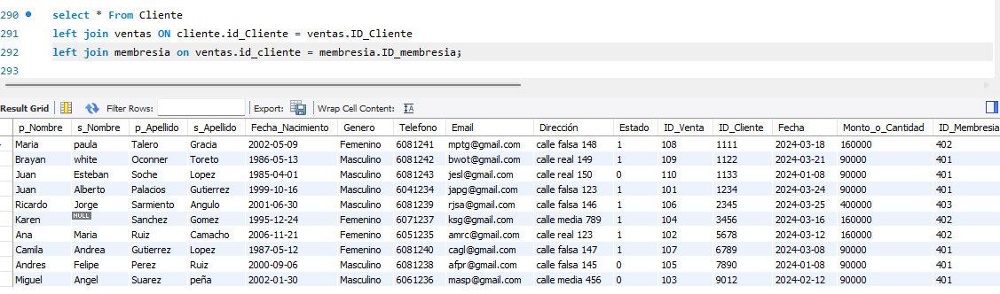 290 select * From Cliente
291 left join ventas ON cliente.id_Cliente = ventas.ID_Cliente
292 left join membresia on ventas.id_cliente = membresia.ID_membresia;
293
Result Grid Filter Rows: Export: Wrap Cell Content:
p_Nombre s_Nombre p_Apellido s_Apellido Fecha_Nacimiento Genero Telefono Email Dirección Estado ID_Venta ID_Cliente Fecha Monto_o_Cantidad ID_Membresia
Maria paula Talero Gracia 2002-05-09 Femenino 6081241 mptg@gmail.com calle falsa 148 1 108 1111 2024-03-18 160000 402
Brayan white Oconner Toreto 1986-05-13 Masculino 6081242 bwot@gmail.com calle real 149 1 109 1122 2024-03-21 90000 401
Juan Esteban Soche Lopez 1985-04-01 Masculino 6081243 jesl@gmail.com calle real 150 0 110 1133 2024-01-08 90000 401
Juan Alberto Palacios Gutierrez 1999-10-16 Masculino 6041234 japg@gmail.com calle falsa 123 1 101 1234 2024-03-24 90000 401
Ricardo Jorge Sarmiento Angulo 2001-06-30 Masculino 6081239 rjsa@gmail.com calle falsa 146 1 106 2345 2024-03-25 400000 403
Karen NULL Sanchez Gomez 1995-12-24 Femenino 6071237 ksg@gmail.com calle media 789 1 104 3456 2024-03-16 160000 402
Ana Maria Ruiz Camacho 2006-11-21 Femenino 6051235 amrc@gmail.com calle real 123 1 102 5678 2024-03-12 160000 402
Camila Andrea Gutierrez Lopez 1987-05-12 Femenino 6081240 cagl@gmail.com calle falsa 147 1 107 6789 2024-03-08 90000 401
Andres Felipe Perez Ruiz 2000-09-06 Masculino 6081238 afpr@gmail.com calle falsa 145 0 105 7890 2024-01-08 90000 401
Miguel Angel Suarez peña 2002-01-30 Masculino 6061236 masp@gmail.com calle media 456 0 103 9012 2024-02-12 90000 401